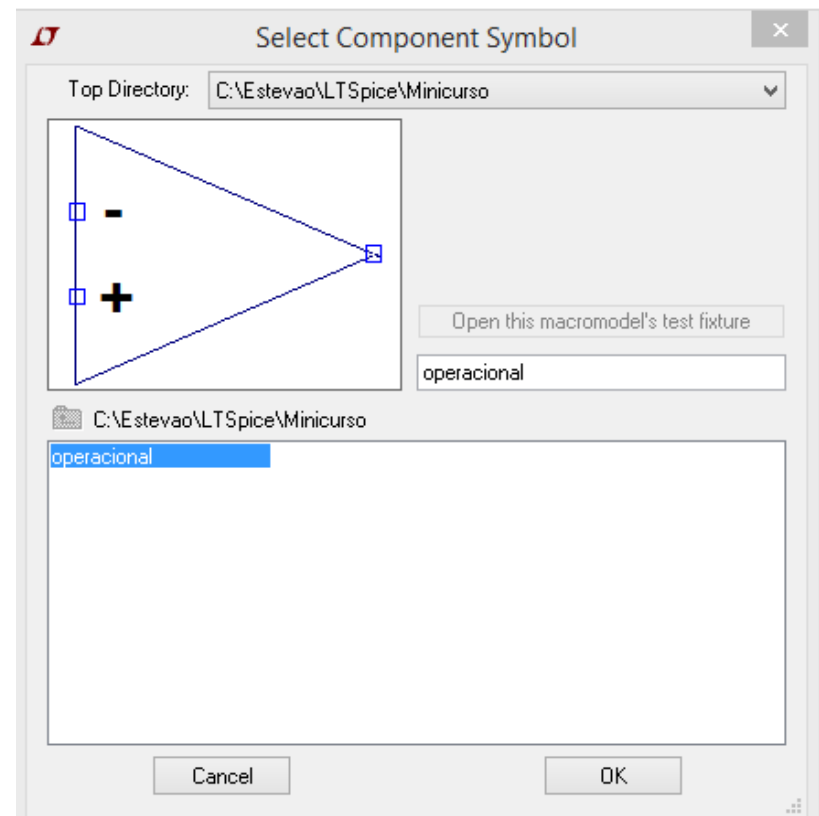 Select Component Symbol
Top Directory: C:\Estevao\LTSpice\Minicurso
-
+
Open this macromodel's test fixture
operacional
C:\Estevao\LTSpice\Minicurso
operacional
Cancel OK